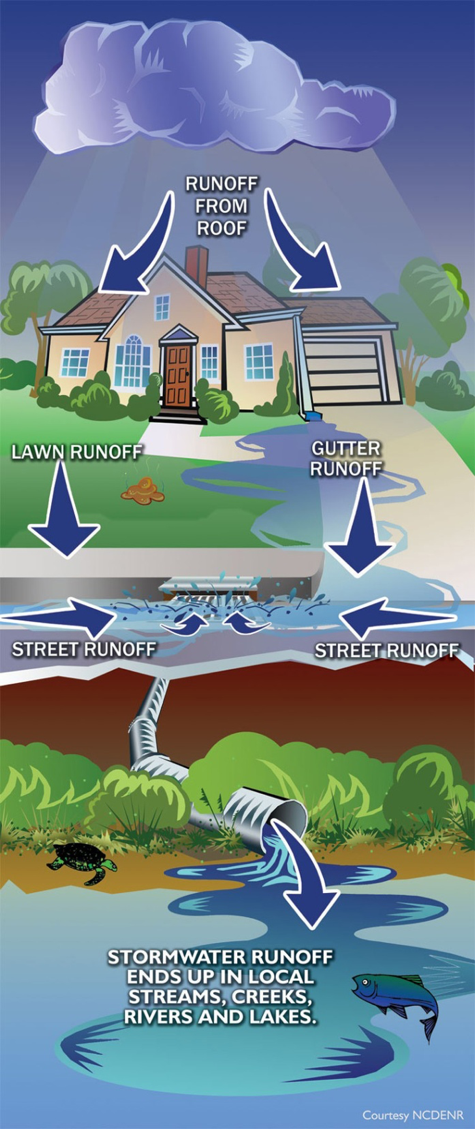 RUNOFF
FROM
ROOF
LAWN RUNOFF
GUTTER
RUNOFF
STREET RUNOFF
STREET RUNOFF
STORMWATER RUNOFF
ENDS UP IN LOCAL
STREAMS, CREEKS,
RIVERS AND LAKES.
Courtesy NCDENR